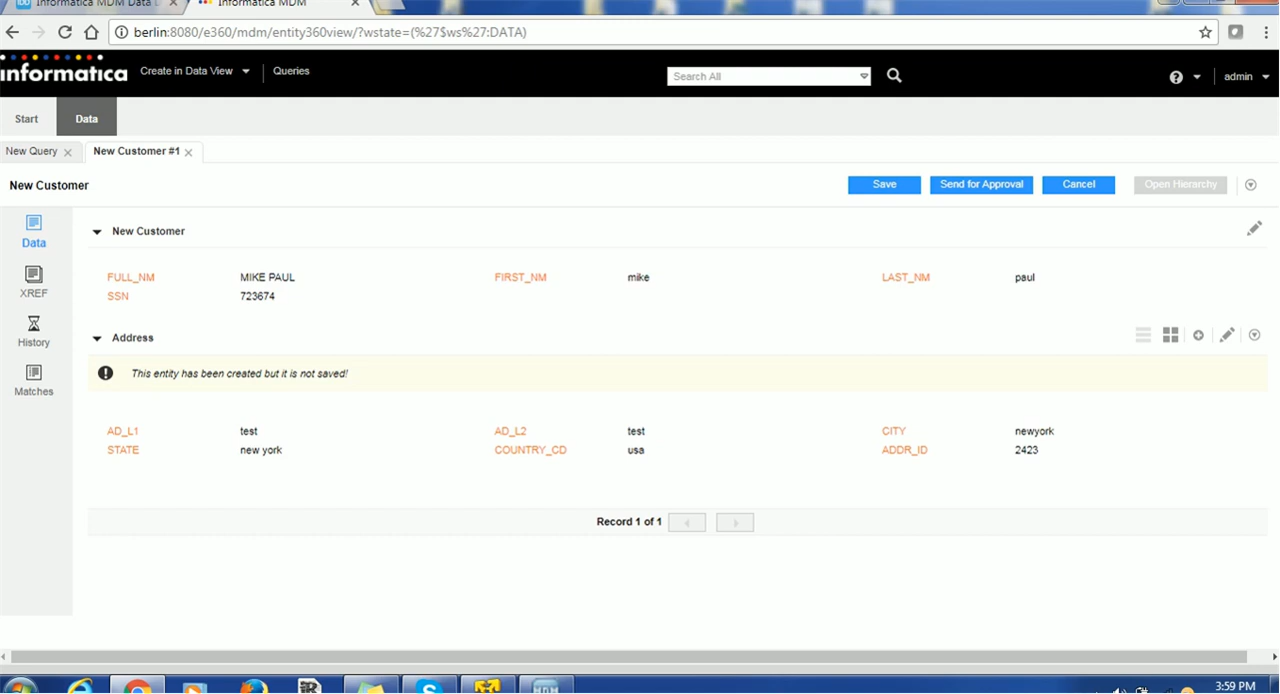 Informatica MDM Data
Informatica MDM
berlin:8080/e360/mdm/entity360view/?wstate=(%27$ws%27:DATA)
informatica
Create in Data View
Queries
Search All
admin
Start
Data
New Query
New Customer #1
New Customer
Save
Send for Approval
Cancel
Open Hierarchy
Data
XREF
History
Matches
New Customer
FULL_NM MIKE PAUL FIRST_NM mike LAST_NM paul
SSN 723674
Address
This entity has been created but it is not saved!
AD_L1 test AD_L2 test CITY newyork
STATE new york COUNTRY_CD usa ADDR_ID 2423
Record 1 of 1
MDM
3:59 PM